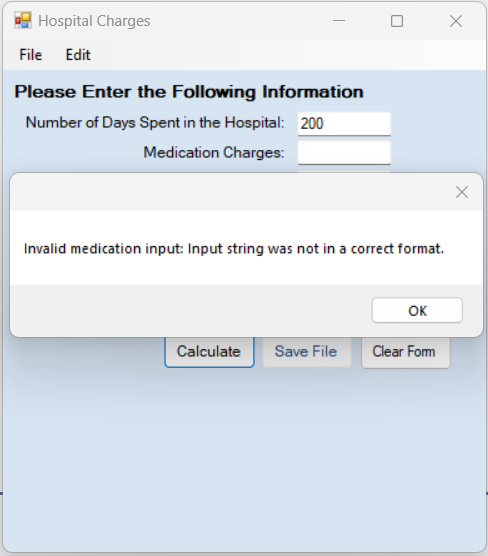 Hospital Charges
File Edit
Please Enter the Following Information
Number of Days Spent in the Hospital: 200
Medication Charges:
Invalid medication input: Input string was not in a correct format.
OK
Calculate Save File Clear Form